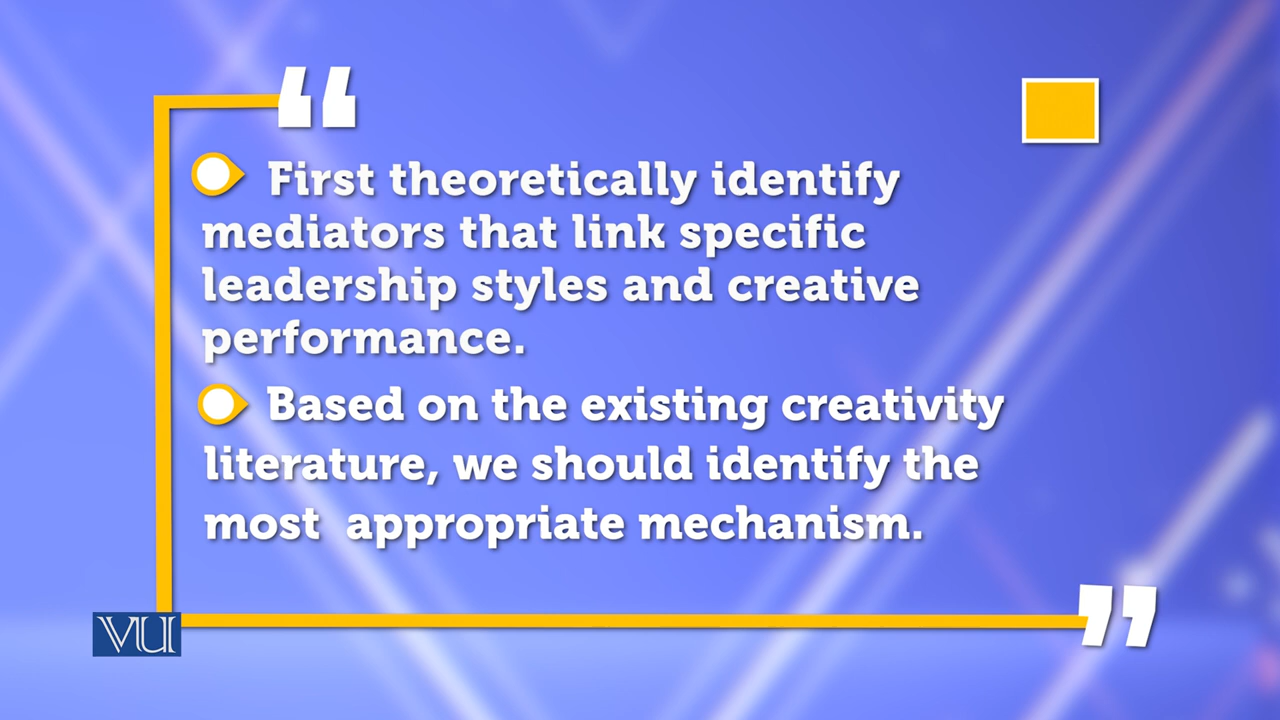 First theoretically identify
mediators that link specific
leadership styles and creative
performance.
Based on the existing creativity
literature, we should identify the
most appropriate mechanism.
VU